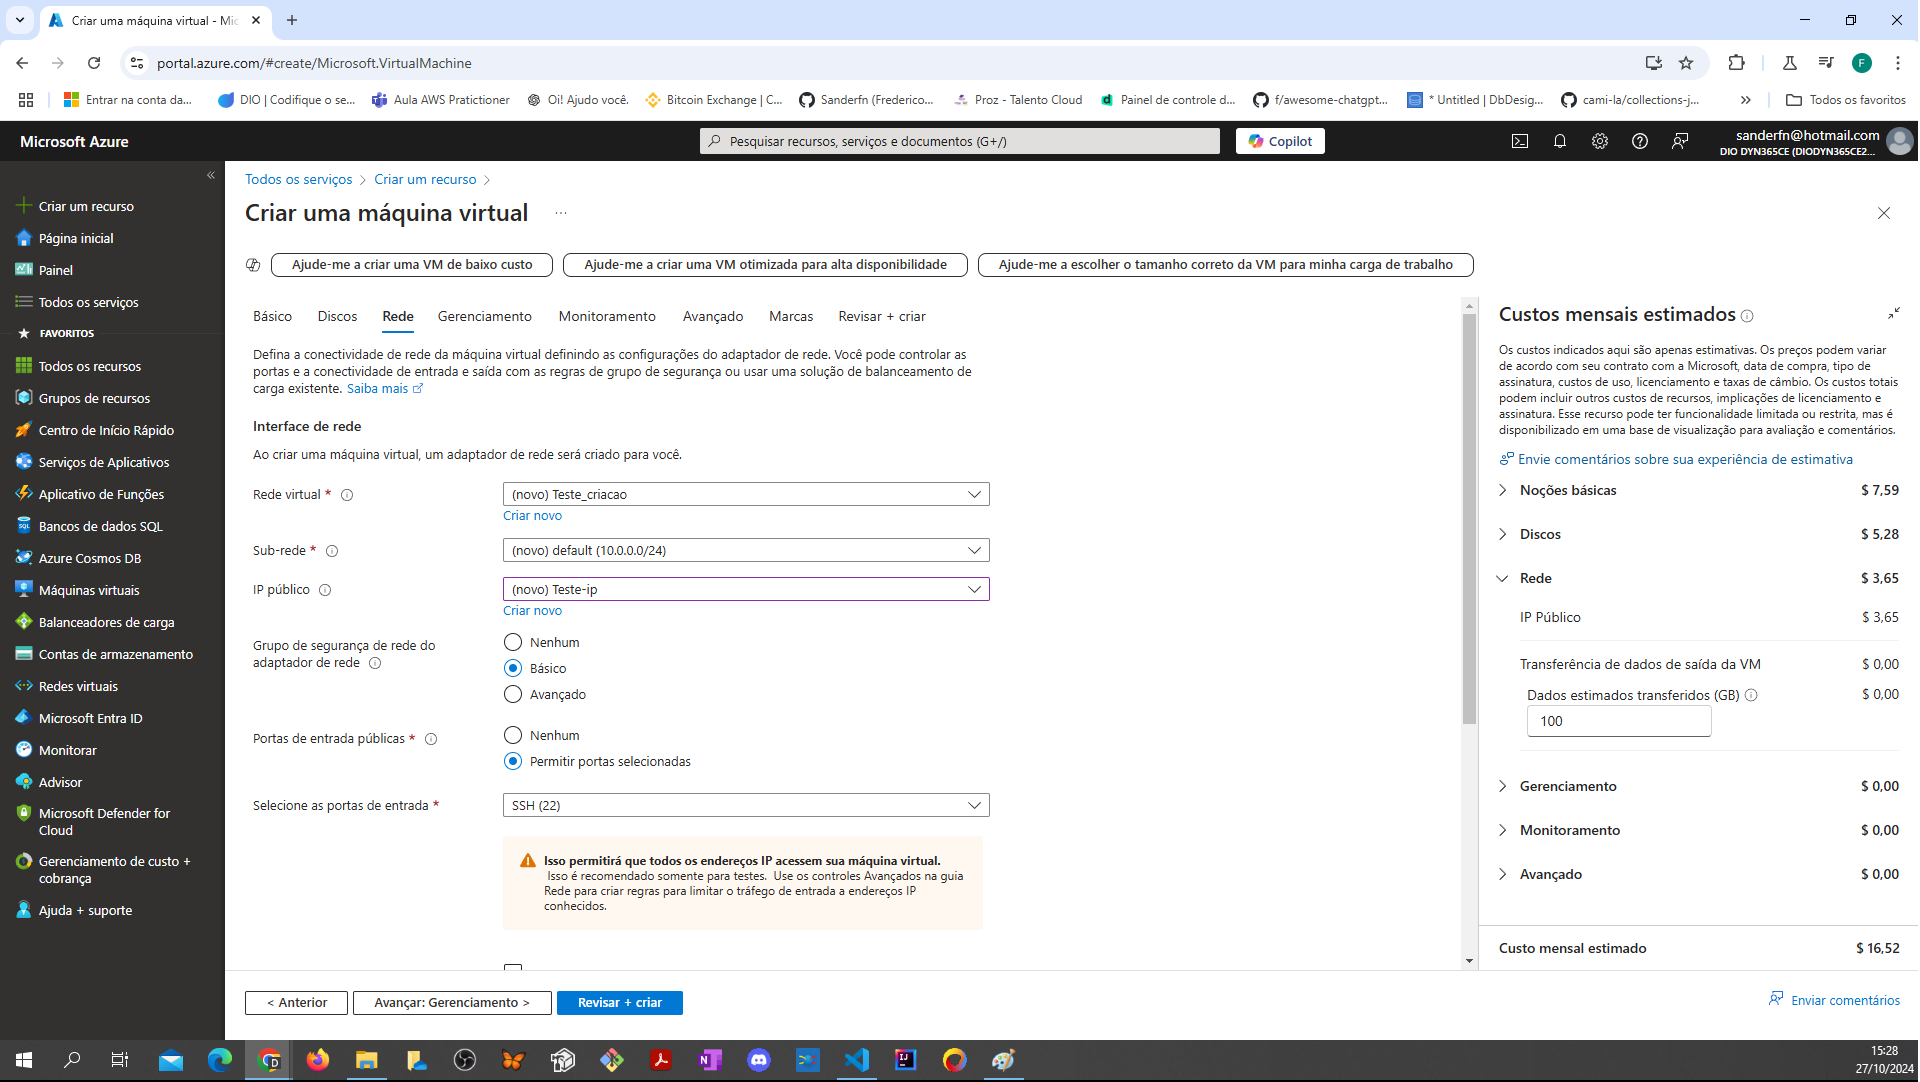 Criar uma máquina virtual - Mic
portal.azure.com/#create/Microsoft.VirtualMachine
F
Entrar na conta da...
DIO | Codifique o se...
Aula AWS Pratictioner
Oi! Ajudo você.
Bitcoin Exchange | C...
Sanderfn (Frederico...
Proz - Talento Cloud
Painel de controle d...
f/awesome-chatgpt...
* Untitled | DbDesig...
cami-la/collections-j...
Todos os favoritos
Microsoft Azure
Pesquisar recursos, serviços e documentos (G+/)
Copilot
sanderfn@hotmail.com
DIO DYN365CE (DIODYN365CE2...
Criar um recurso
Página inicial
Painel
Todos os serviços
FAVORITOS
Todos os recursos
Grupos de recursos
Centro de Início Rápido
Serviços de Aplicativos
Aplicativo de Funções
Bancos de dados SQL
Azure Cosmos DB
Máquinas virtuais
Balanceadores de carga
Contas de armazenamento
Redes virtuais
Microsoft Entra ID
Monitorar
Advisor
Microsoft Defender for
Cloud
Gerenciamento de custo +
cobrança
Ajuda + suporte
Todos os serviços > Criar um recurso >
Criar uma máquina virtual ...
Ajude-me a criar uma VM de baixo custo
Ajude-me a criar uma VM otimizada para alta disponibilidade
Ajude-me a escolher o tamanho correto da VM para minha carga de trabalho
Básico Discos Rede Gerenciamento Monitoramento Avançado Marcas Revisar + criar
Defina a conectividade de rede da máquina virtual definindo as configurações do adaptador de rede. Você pode controlar as
portas e a conectividade de entrada e saída com as regras de grupo de segurança ou usar uma solução de balanceamento de
carga existente. Saiba mais
Interface de rede
Ao criar uma máquina virtual, um adaptador de rede será criado para você.
Rede virtual *
(novo) Teste_criacao
Criar novo
Sub-rede *
(novo) default (10.0.0.0/24)
IP público
(novo) Teste-ip
Criar novo
Grupo de segurança de rede do
adaptador de rede
Nenhum
Básico
Avançado
Portas de entrada públicas *
Nenhum
Permitir portas selecionadas
Selecione as portas de entrada *
SSH (22)
Isso permitirá que todos os endereços IP acessem sua máquina virtual.
Isso é recomendado somente para testes. Use os controles Avançados na guia
Rede para criar regras para limitar o tráfego de entrada a endereços IP
conhecidos.
< Anterior
Avançar: Gerenciamento >
Revisar + criar
Custos mensais estimados
Os custos indicados aqui são apenas estimativas. Os preços podem variar
de acordo com seu contrato com a Microsoft, data de compra, tipo de
assinatura, custos de uso, licenciamento e taxas de câmbio. Os custos totais
podem incluir outros custos de recursos, implicações de licenciamento e
assinatura. Esse recurso pode ter funcionalidade limitada ou restrita, mas é
disponibilizado em uma base de visualização para avaliação e comentários.
Envie comentários sobre sua experiência de estimativa
Noções básicas $ 7,59
Discos $ 5,28
Rede $ 3,65
IP Público $ 3,65
Transferência de dados de saída da VM $ 0,00
Dados estimados transferidos (GB) $ 0,00
100
Gerenciamento $ 0,00
Monitoramento $ 0,00
Avançado $ 0,00
Custo mensal estimado $ 16,52
Enviar comentários
15:28
27/10/2024